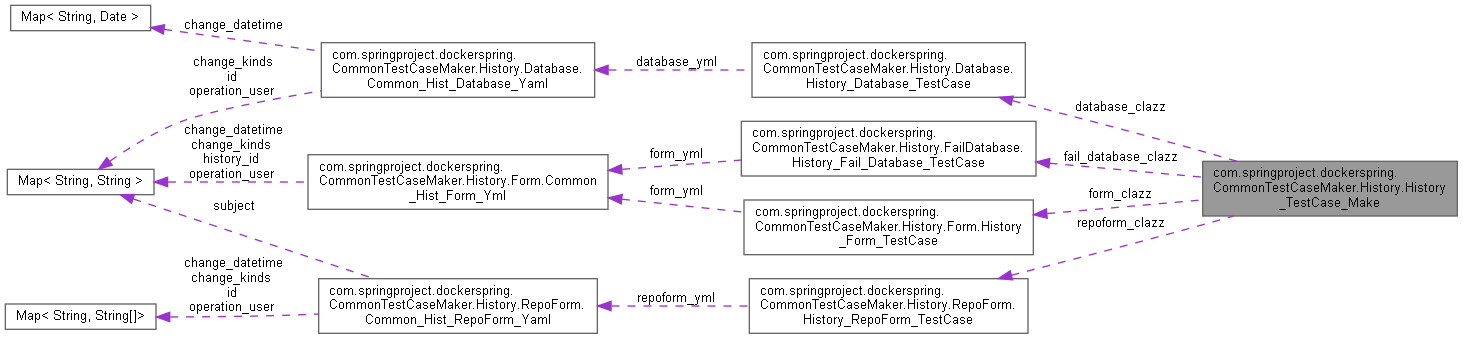 Map< String, Date >
change_datetime
com.springproject.dockerspring.
CommonTestCaseMaker.History.Database.
Common_Hist_Database_Yaml
database_yml
com.springproject.dockerspring.
CommonTestCaseMaker.History.Database.
History_Database_TestCase
change_kinds
id
operation_user
database_clazz
change_datetime
change_kinds
history_id
operation_user
Map< String, String >
com.springproject.dockerspring.
CommonTestCaseMaker.History.Form.Common
_Hist_Form_Yml
form_yml
form_yml
com.springproject.dockerspring.
CommonTestCaseMaker.History.FailDatabase.
History_Fail_Database_TestCase
fail_database_clazz
com.springproject.dockerspring.
CommonTestCaseMaker.History.History
_TestCase_Make
form_clazz
com.springproject.dockerspring.
CommonTestCaseMaker.History.Form.History
_Form_TestCase
repoform_clazz
subject
change_datetime
change_kinds
id
operation_user
Map< String, String[]>
com.springproject.dockerspring.
CommonTestCaseMaker.History.RepoForm.
Common_Hist_RepoForm_Yaml
repoform_yml
com.springproject.dockerspring.
CommonTestCaseMaker.History.RepoForm.
History_RepoForm_TestCase